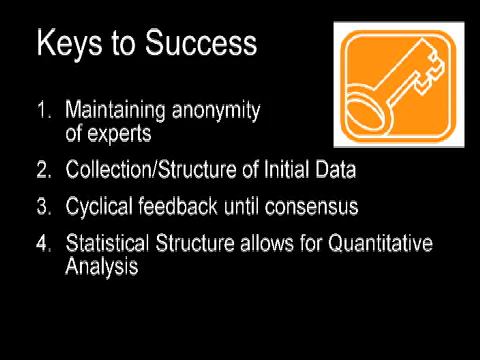 Keys to Success
1. Maintaining anonymity
of experts
2. Collection/Structure of Initial Data
3. Cyclical feedback until consensus
4. Statistical Structure allows for Quantitative
Analysis